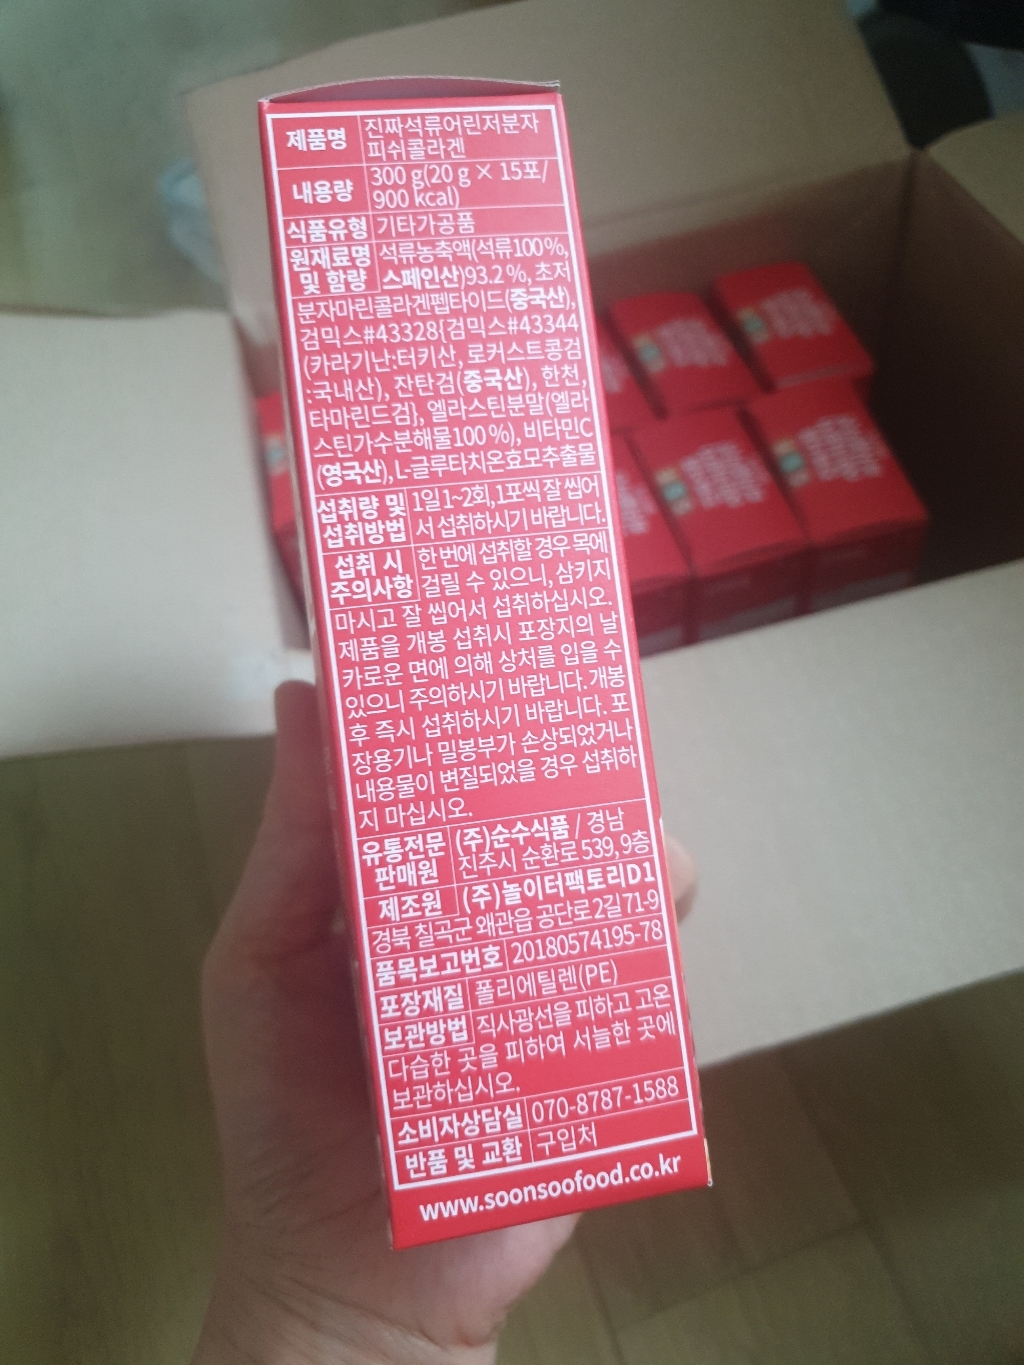 제품명 진짜석류어린저분자
피쉬콜라겐
내용량 300 g(20 g × 15포/
900 kcal)
식품유형 기타가공품
원재료명 및 함량 석류농축액(석류100%,
스페인산)93.2%, 초저
분자마린콜라겐펩타이드(중국산),
검믹스#43328{검믹스#43344
(카라기난:터키산, 로커스트콩검
:국내산), 잔탄검(중국산), 한천,
타마린드검}, 엘라스틴분말(엘라
스틴가수분해물100%), 비타민C
(영국산), L-글루타치온효모추출물
섭취량 및 섭취방법 1일 1~2회, 1포씩 잘 씹어
서 섭취하시기 바랍니다.
섭취 시 주의사항 한 번에 섭취할 경우 목에
걸릴 수 있으니, 삼키지
마시고 잘 씹어서 섭취하십시오.
제품을 개봉 섭취시 포장지의 날
카로운 면에 의해 상처를 입을 수
있으니 주의하시기 바랍니다. 개봉
후 즉시 섭취하시기 바랍니다. 포
장용기나 밀봉부가 손상되었거나
내용물이 변질되었을 경우 섭취하
지 마십시오.
유통전문 판매원 (주)순수식품 / 경남
진주시 순환로 539, 9층
제조원 (주)놀이터팩토리D1
경북 칠곡군 왜관읍 공단로2길 71-9
품목보고번호 20180574195-78
포장재질 폴리에틸렌(PE)
보관방법 직사광선을 피하고 고온
다습한 곳을 피하여 서늘한 곳에
보관하십시오.
소비자상담실 070-8787-1588
반품 및 교환 구입처
www.soonsoofood.co.kr